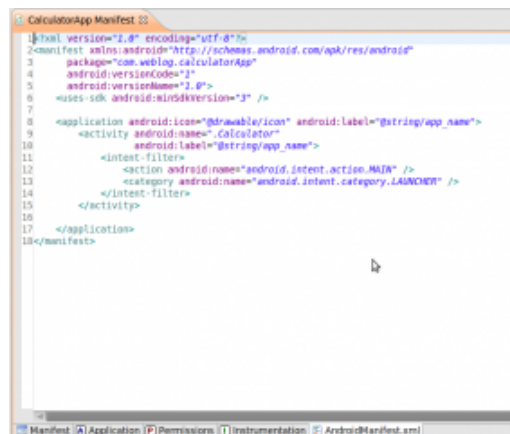 CalculatorApp Manifest
1 <?xml version="1.0" encoding="utf-8"?>
2 <manifest xmlns:android="http://schemas.android.com/apk/res/android"
3 package="com.weblog.calculatorApp"
4 android:versionCode="1"
5 android:versionName="1.0">
6 <uses-sdk android:minSdkVersion="3" />
7
8 <application android:icon="@drawable/icon" android:label="@string/app_name">
9 <activity android:name=".Calculator"
10 android:label="@string/app_name">
11 <intent-filter>
12 <action android:name="android.intent.action.MAIN" />
13 <category android:name="android.intent.category.LAUNCHER" />
14 </intent-filter>
15 </activity>
16
17 </application>
18 </manifest>
Manifest A Application P Permissions I Instrumentation AndroidManifest.xml